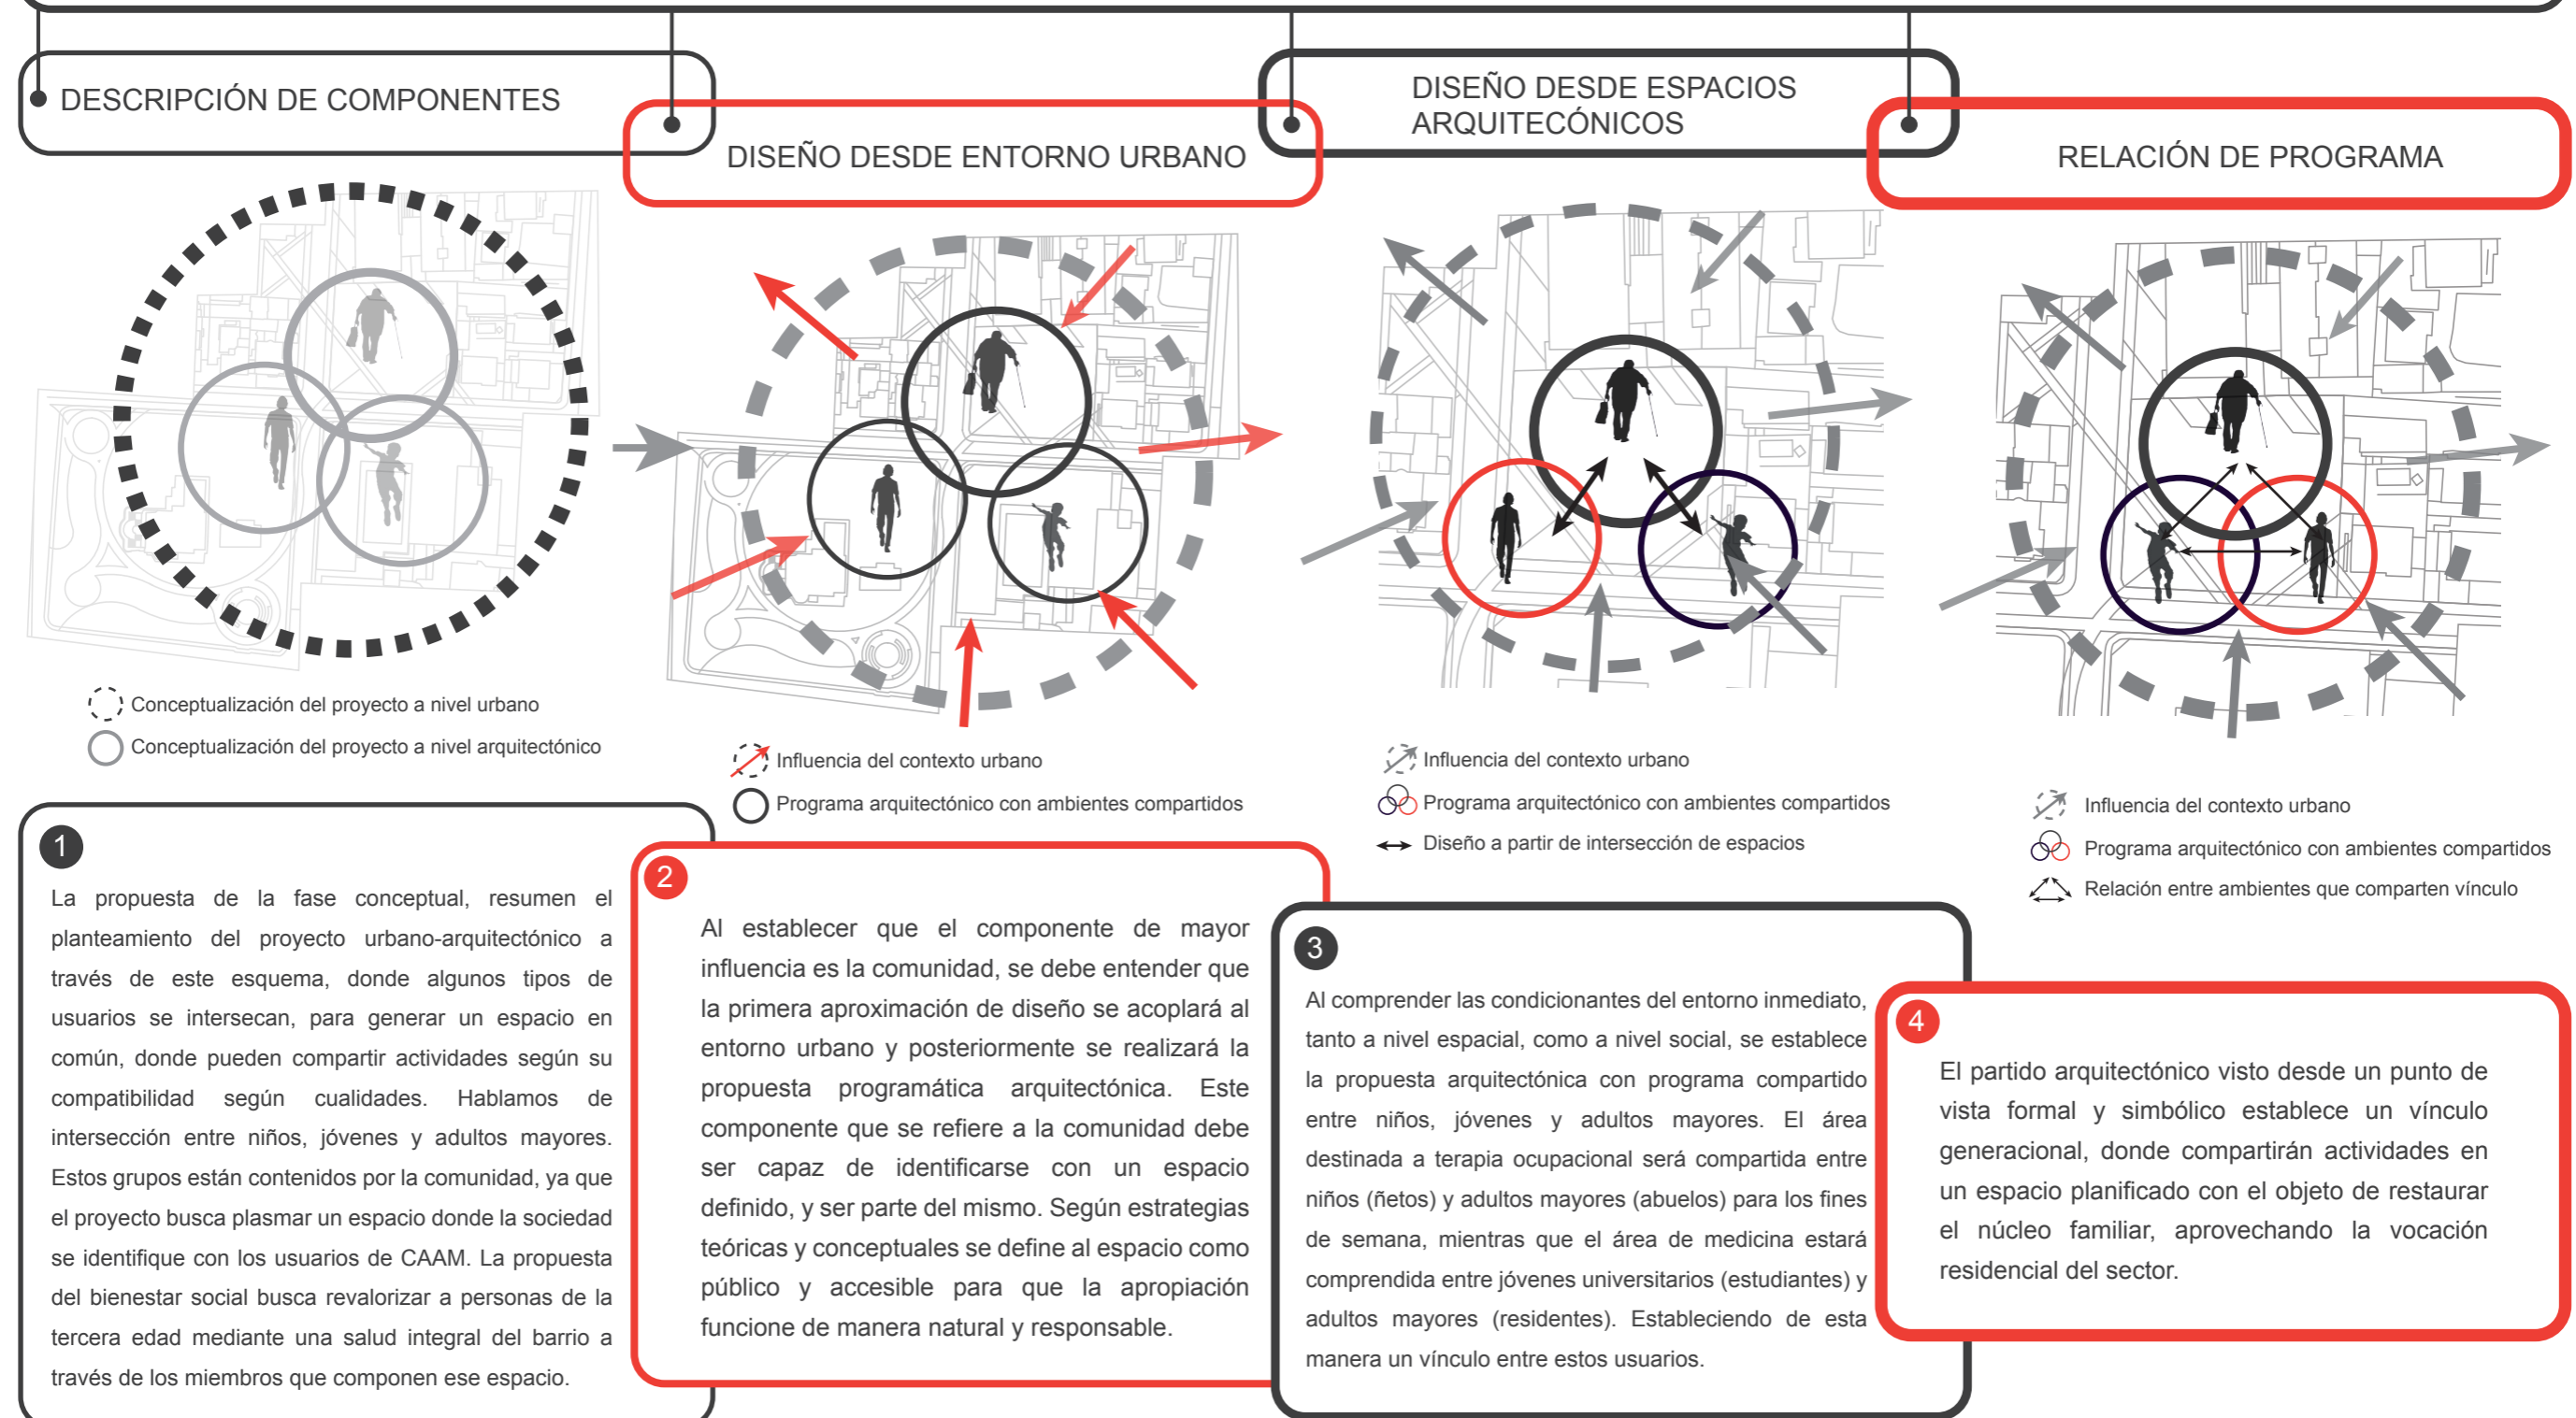 DESCRIPCIÓN DE COMPONENTES
DISEÑO DESDE ENTORNO URBANO
DISEÑO DESDE ESPACIOS
ARQUITECÓNICOS
RELACIÓN DE PROGRAMA
Conceptualización del proyecto a nivel urbano
Conceptualización del proyecto a nivel arquitectónico
Influencia del contexto urbano
Programa arquitectónico con ambientes compartidos
Influencia del contexto urbano
Programa arquitectónico con ambientes compartidos
Diseño a partir de intersección de espacios
Influencia del contexto urbano
Programa arquitectónico con ambientes compartidos
Relación entre ambientes que comparten vínculo
1
La propuesta de la fase conceptual, resumen el
planteamiento del proyecto urbano-arquitectónico a
través de este esquema, donde algunos tipos de
usuarios se intersecan, para generar un espacio en
común, donde pueden compartir actividades según su
compatibilidad según cualidades. Hablamos de
intersección entre niños, jóvenes y adultos mayores.
Estos grupos están contenidos por la comunidad, ya que
el proyecto busca plasmar un espacio donde la sociedad
se identifique con los usuarios de CAAM. La propuesta
del bienestar social busca revalorizar a personas de la
tercera edad mediante una salud integral del barrio a
través de los miembros que componen ese espacio.
2
Al establecer que el componente de mayor
influencia es la comunidad, se debe entender que
la primera aproximación de diseño se acoplará al
entorno urbano y posteriormente se realizará la
propuesta programática arquitectónica. Este
componente que se refiere a la comunidad debe
ser capaz de identificarse con un espacio
definido, y ser parte del mismo. Según estrategias
teóricas y conceptuales se define al espacio como
público y accesible para que la apropiación
funcione de manera natural y responsable.
3
Al comprender las condicionantes del entorno inmediato,
tanto a nivel espacial, como a nivel social, se establece
la propuesta arquitectónica con programa compartido
entre niños, jóvenes y adultos mayores. El área
destinada a terapia ocupacional será compartida entre
niños (ñetos) y adultos mayores (abuelos) para los fines
de semana, mientras que el área de medicina estará
comprendida entre jóvenes universitarios (estudiantes) y
adultos mayores (residentes). Estableciendo de esta
manera un vínculo entre estos usuarios.
4
El partido arquitectónico visto desde un punto de
vista formal y simbólico establece un vínculo
generacional, donde compartirán actividades en
un espacio planificado con el objeto de restaurar
el núcleo familiar, aprovechando la vocación
residencial del sector.